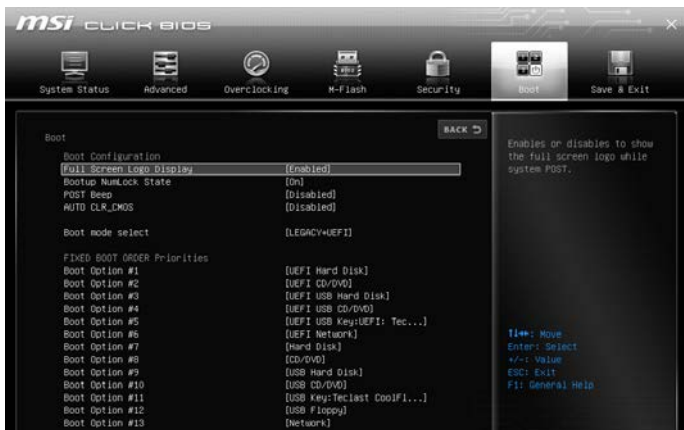 msi CLICK BIOS
System Status Advanced Overclocking M-Flash Security Boot Save & Exit
Boot
BACK
Boot Configuration
Full Screen Logo Display [Enabled]
Bootup NumLock State [On]
POST Beep [Disabled]
AUTO CLR_CMOS [Disabled]
Boot mode select [LEGACY+UEFI]
FIXED BOOT ORDER Priorities
Boot Option #1 [UEFI Hard Disk]
Boot Option #2 [UEFI CD/DVD]
Boot Option #3 [UEFI USB Hard Disk]
Boot Option #4 [UEFI USB CD/DVD]
Boot Option #5 [UEFI USB Key:UEFI: Tec...]
Boot Option #6 [UEFI Network]
Boot Option #7 [Hard Disk]
Boot Option #8 [CD/DVD]
Boot Option #9 [USB Hard Disk]
Boot Option #10 [USB CD/DVD]
Boot Option #11 [USB Key:Teclast CoolFl...]
Boot Option #12 [USB Floppy]
Boot Option #13 [Network]
Enables or disables to show
the full screen logo while
system POST.
↑↓←→: Move
Enter: Select
+/-: Value
ESC: Exit
F1: General Help